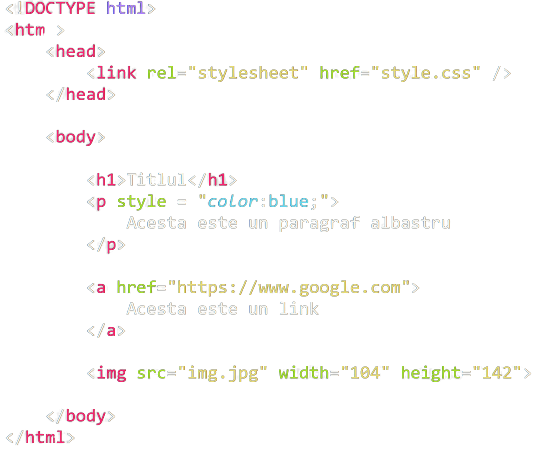 <!DOCTYPE html>
<htm >
<head>
<link rel="stylesheet" href="style.css" />
</head>
<body>
<h1>Titlul</h1>
<p style = "color:blue;">
Acesta este un paragraf albastru
</p>
<a href="https://www.google.com">
Acesta este un link
</a>
<img src="img.jpg" width="104" height="142">
</body>
</html>